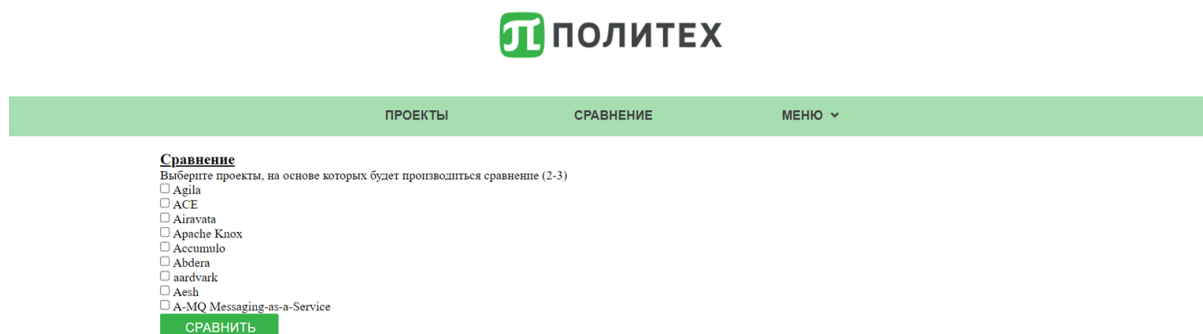 ПОЛИТЕХ
ПРОЕКТЫ СРАВНЕНИЕ МЕНЮ
Сравнение
Выберите проекты, на основе которых будет производиться сравнение (2-3)
Agila
ACE
Airavata
Apache Knox
Accumulo
Abdera
aardvark
Aesh
A-MQ Messaging-as-a-Service
СРАВНИТЬ